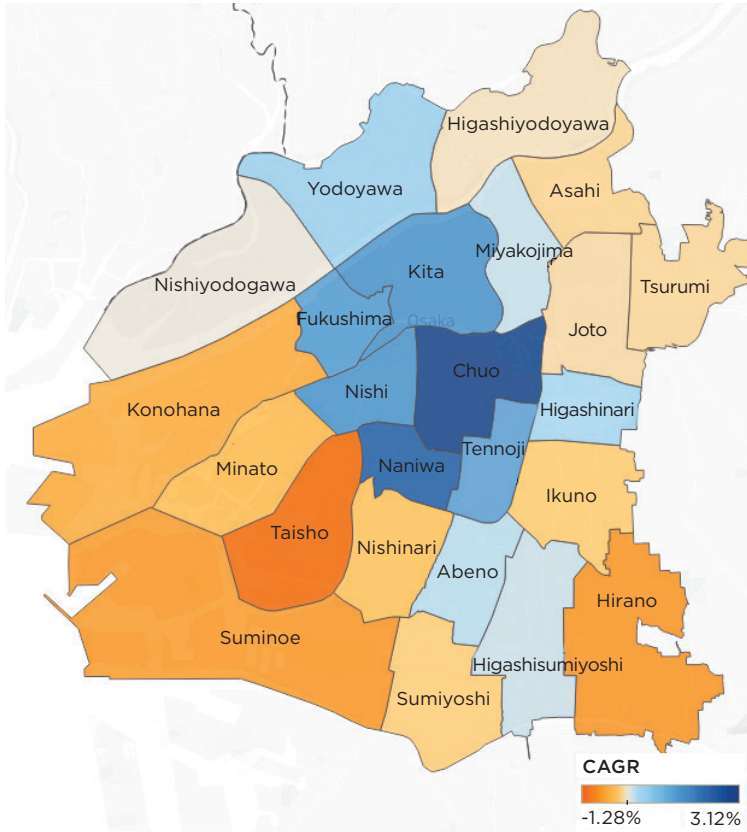 Higashiyodoyawa
Yodoyawa
Asahi
Miyakojima
Kita
Nishiyodogawa
Tsurumi
Fukushima
Osaka
Joto
Chuo
Nishi
Konohana
Higashinari
Tennoji
Naniwa
Minato
Ikuno
Taisho
Nishinari
Abeno
Hirano
Suminoe
Higashisumiyoshi
Sumiyoshi
CAGR
-1.28% 3.12%